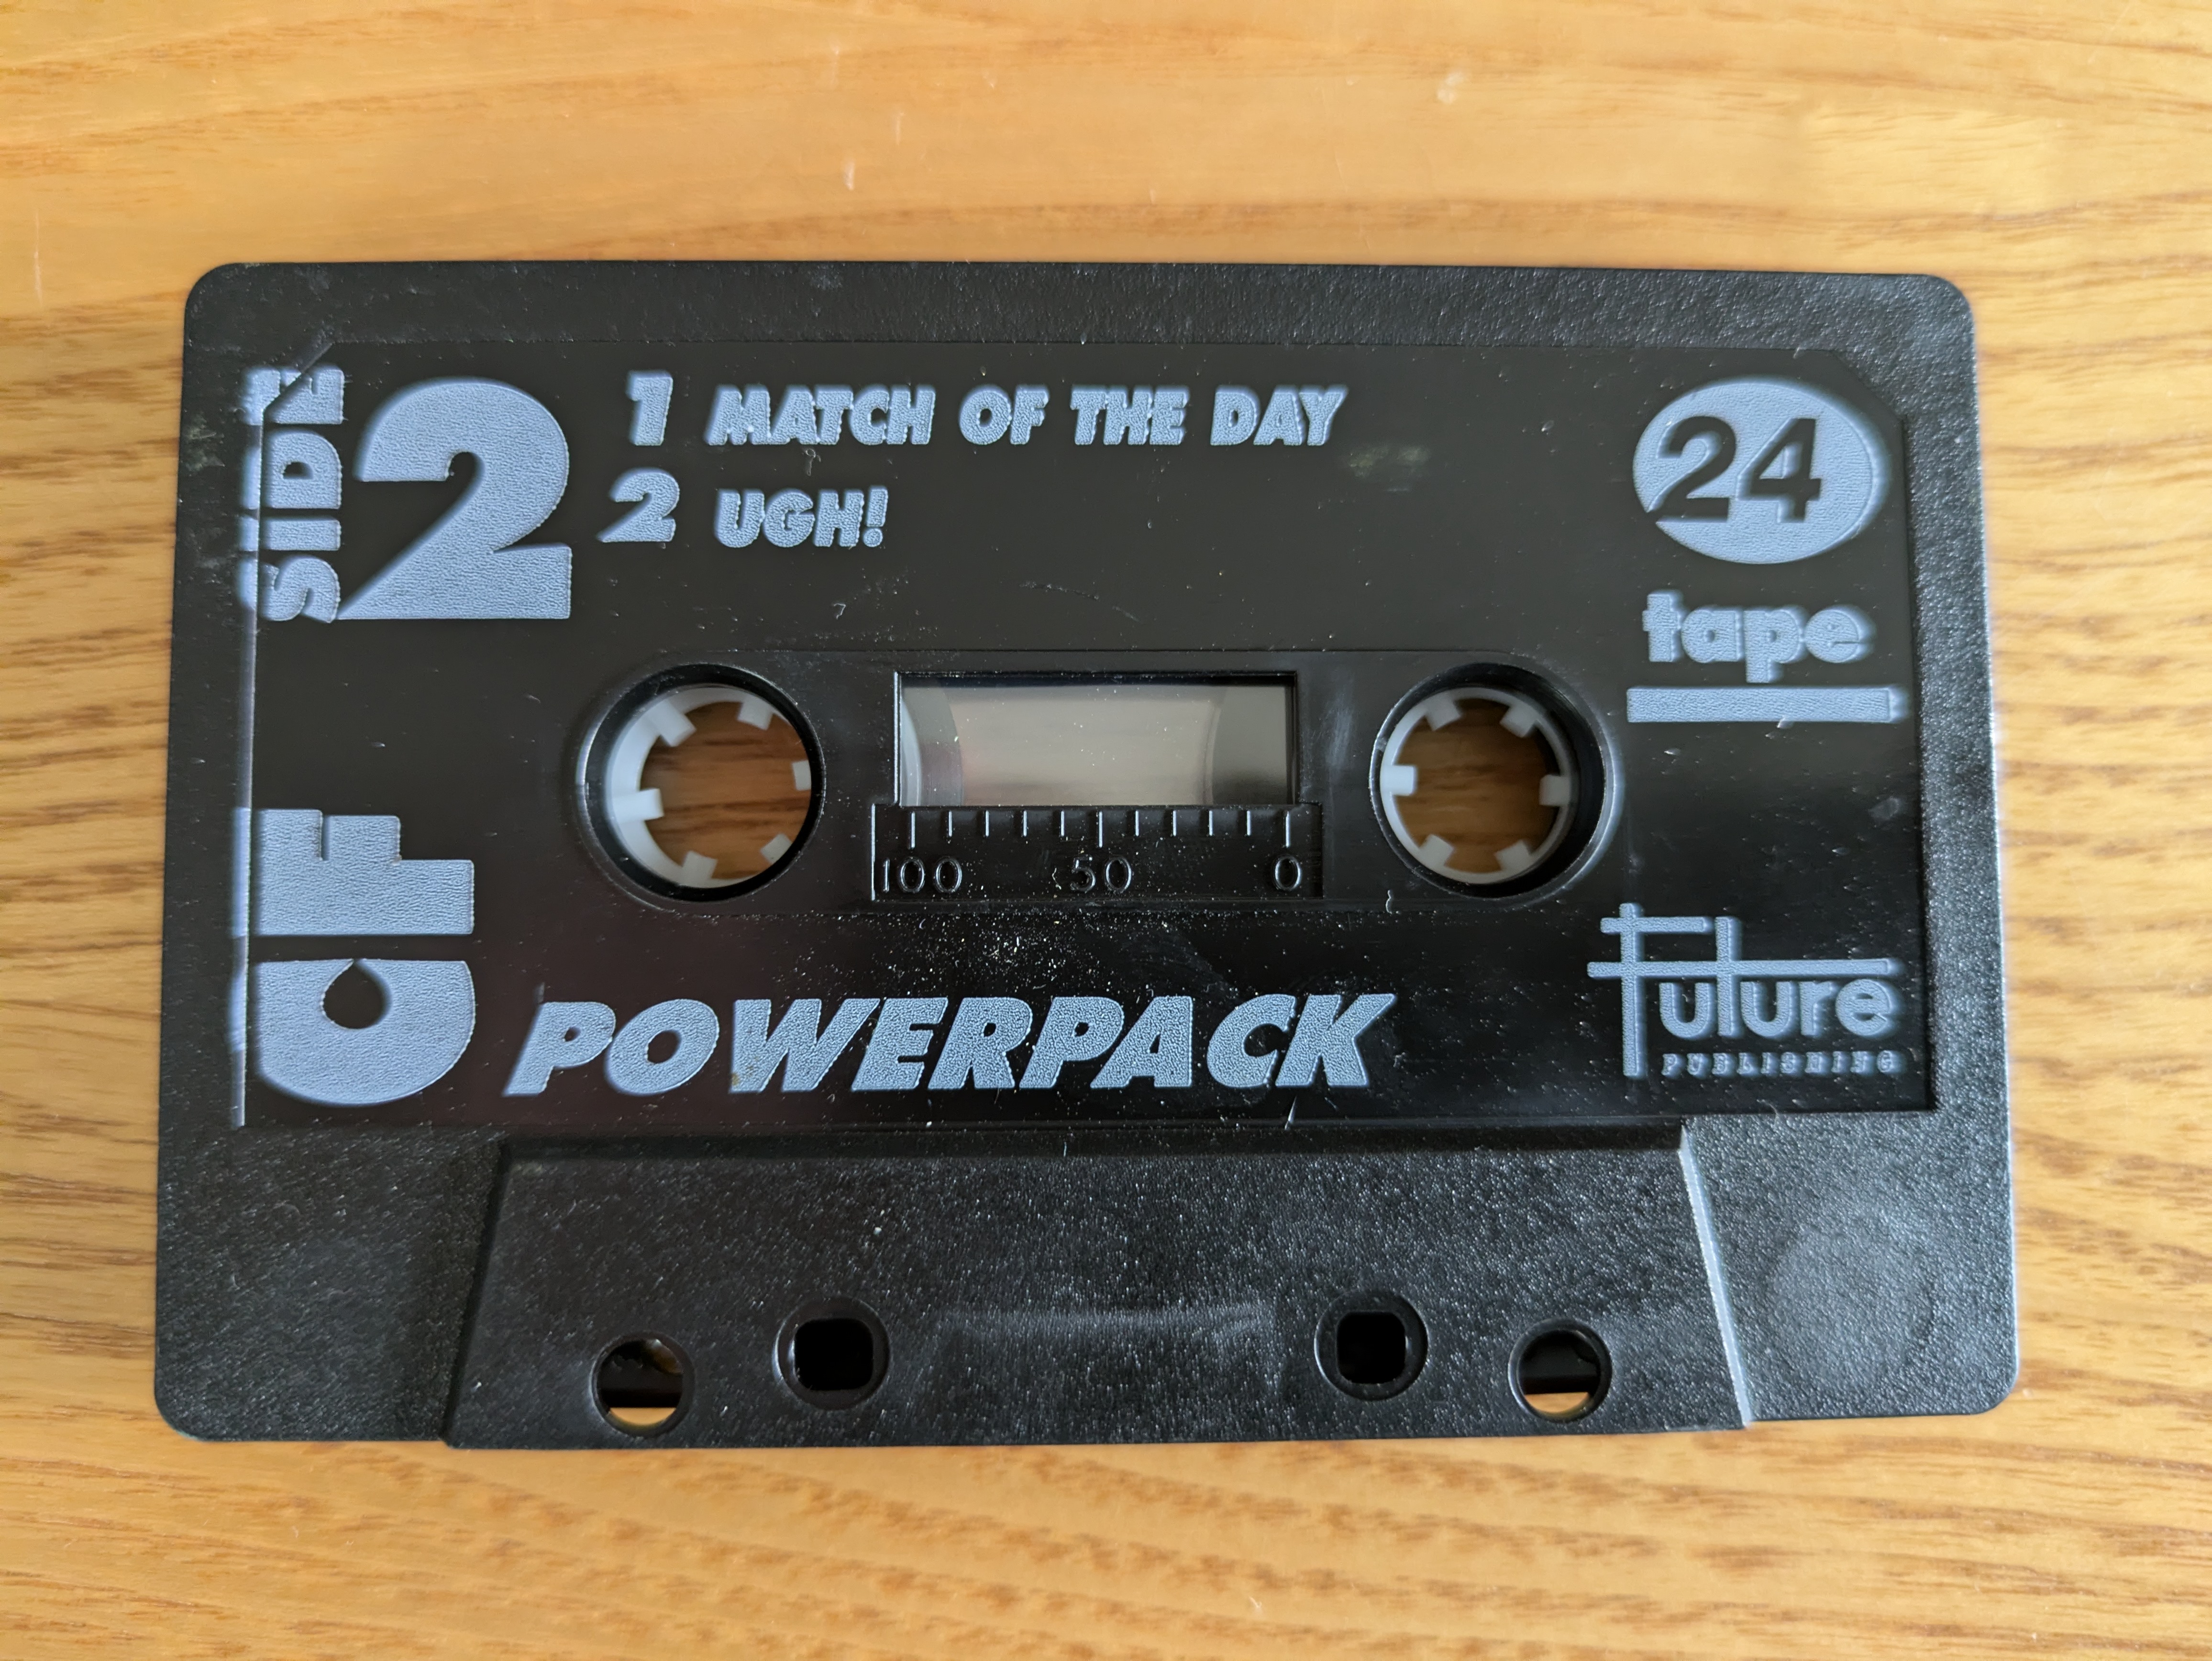 SIDE 2
1 MATCH OF THE DAY
2 UGH!
24
tape
100 50 0
CF
POWERPACK
Future
PUBLISHING